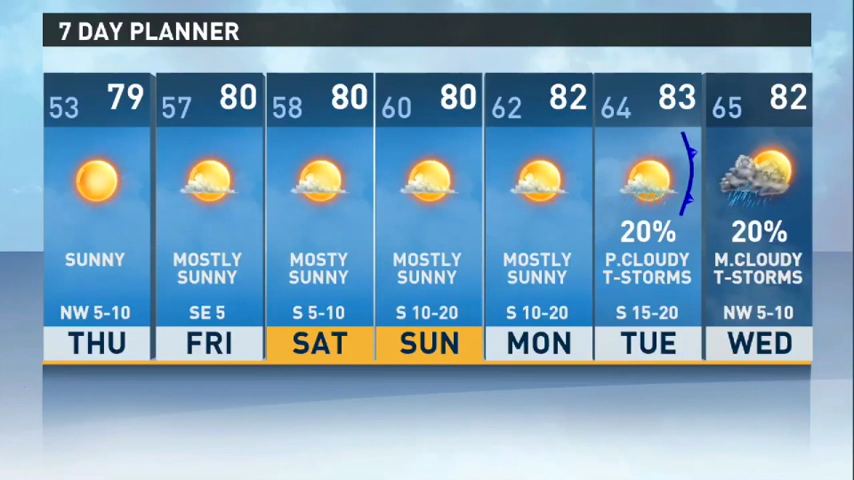 7 DAY PLANNER
53 79
57 80
58 80
60 80
62 82
64 83
65 82
20%
20%
SUNNY
MOSTLY
SUNNY
MOSTY
SUNNY
MOSTLY
SUNNY
MOSTLY
SUNNY
P.CLOUDY
T-STORMS
M.CLOUDY
T-STORMS
NW 5-10
SE 5
S 5-10
S 10-20
S 10-20
S 15-20
NW 5-10
THU
FRI
SAT
SUN
MON
TUE
WED